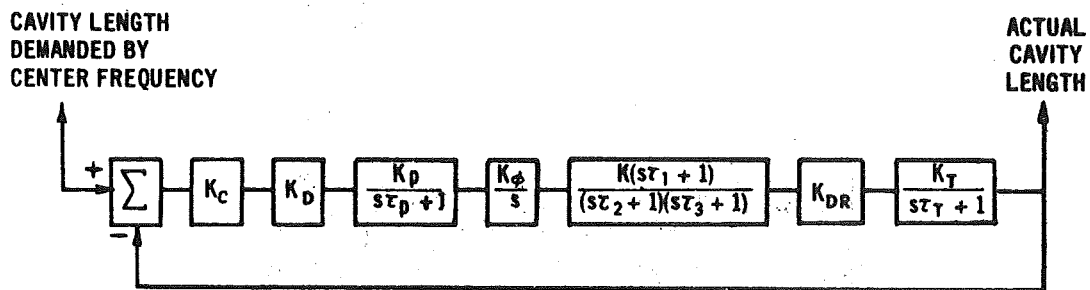 CAVITY LENGTH
DEMANDED BY
CENTER FREQUENCY
ACTUAL
CAVITY
LENGTH
+
Σ
−
K_C
K_D
K_P
sτ_p + 1
K_φ
s
K(sτ_1 + 1)
(sτ_2 + 1)(sτ_3 + 1)
K_DR
K_T
sτ_T + 1